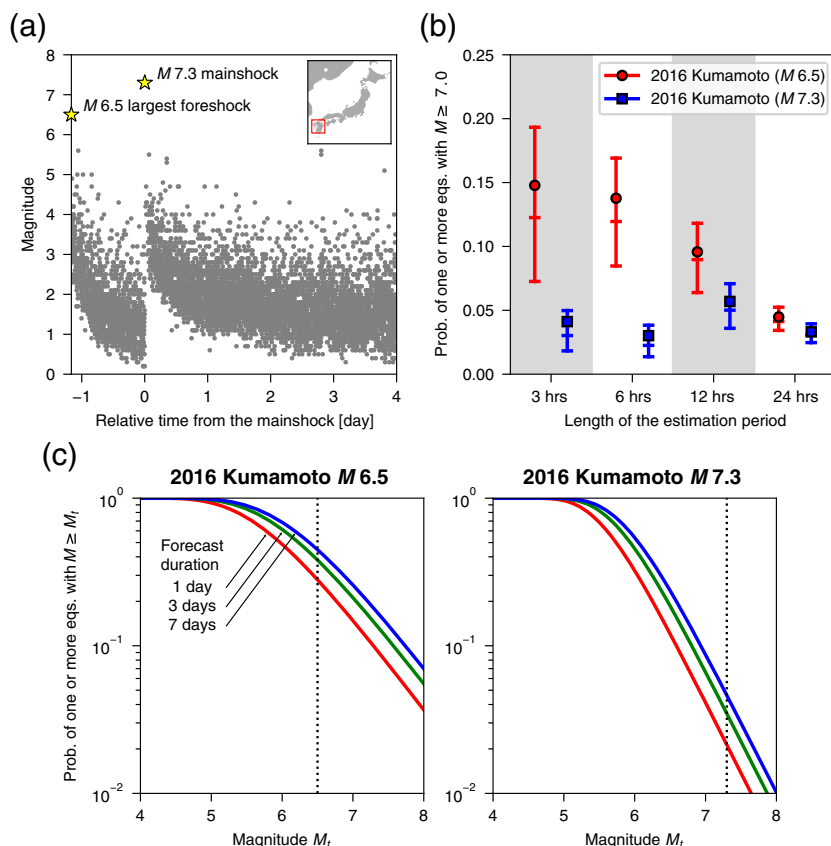 (a)
8
7
6
5
4
3
2
1
0
Magnitude
M 7.3 mainshock
M 6.5 largest foreshock
−1 0 1 2 3 4
Relative time from the mainshock [day]
(b)
0.25
0.20
0.15
0.10
0.05
0.00
Prob. of one or more eqs. with M ≥ 7.0
2016 Kumamoto (M 6.5)
2016 Kumamoto (M 7.3)
3 hrs 6 hrs 12 hrs 24 hrs
Length of the estimation period
(c)
2016 Kumamoto M 6.5
10^0
10^−1
10^−2
Prob. of one or more eqs. with M ≥ M_t
Forecast
duration
1 day
3 days
7 days
4 5 6 7 8
Magnitude M_t
2016 Kumamoto M 7.3
10^0
10^−1
10^−2
4 5 6 7 8
Magnitude M_t